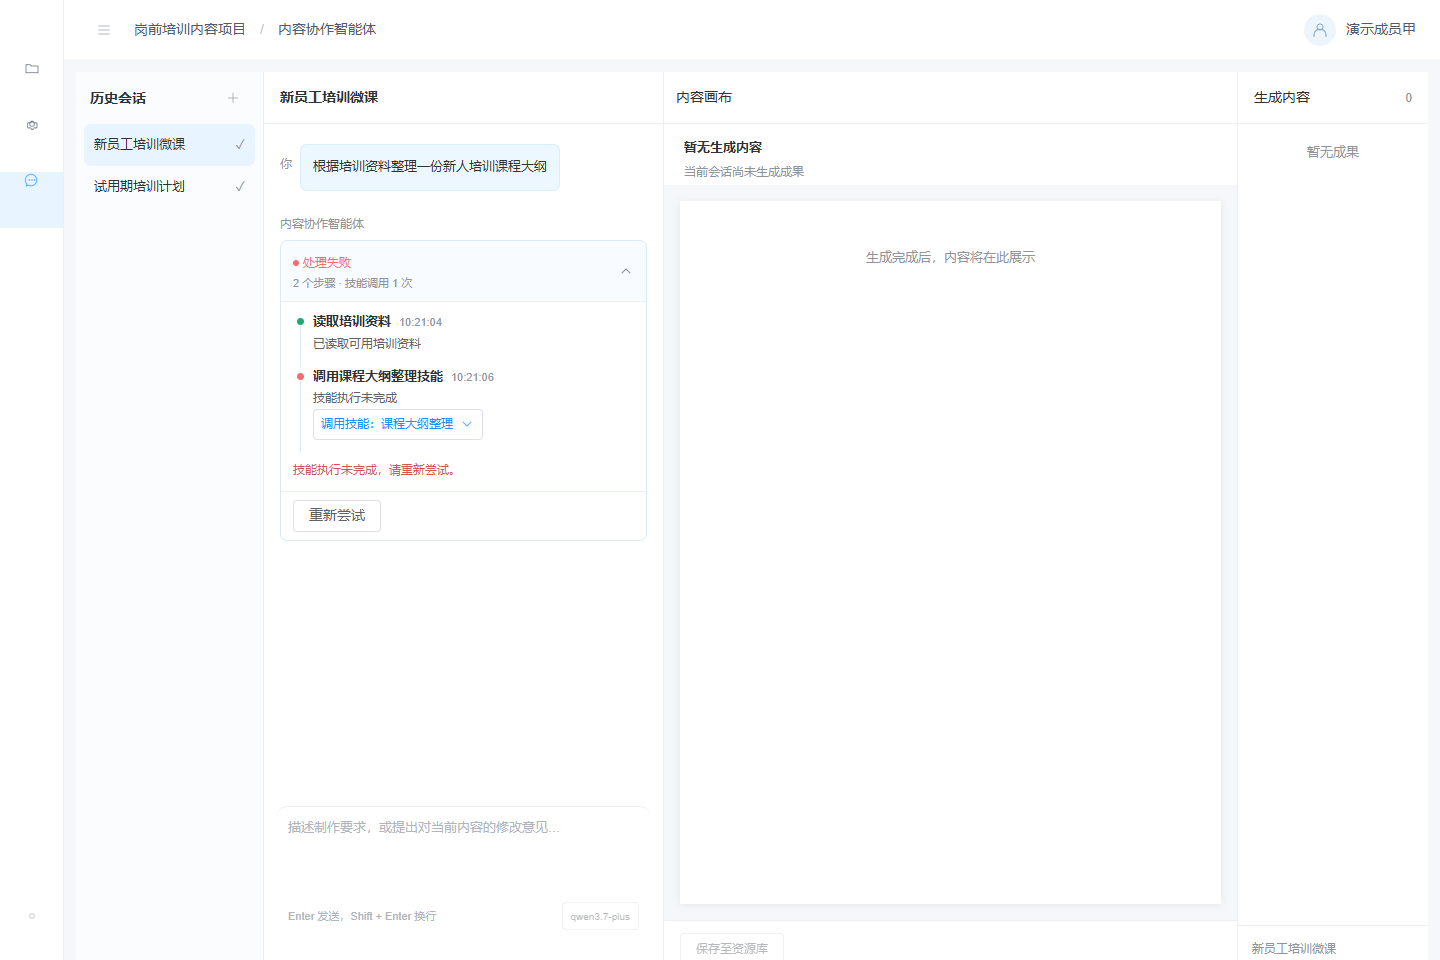 岗前培训内容项目 / 内容协作智能体
演示成员甲
历史会话
新员工培训微课
试用期培训计划
新员工培训微课
你
根据培训资料整理一份新人培训课程大纲
内容协作智能体
处理失败
2 个步骤 · 技能调用 1 次
读取培训资料 10:21:04
已读取可用培训资料
调用课程大纲整理技能 10:21:06
技能执行未完成
调用技能：课程大纲整理
技能执行未完成，请重新尝试。
重新尝试
描述制作要求，或提出对当前内容的修改意见...
Enter 发送，Shift + Enter 换行
qwen3.7-plus
内容画布
暂无生成内容
当前会话尚未生成成果
生成完成后，内容将在此展示
保存至资源库
生成内容 0
暂无成果
新员工培训微课